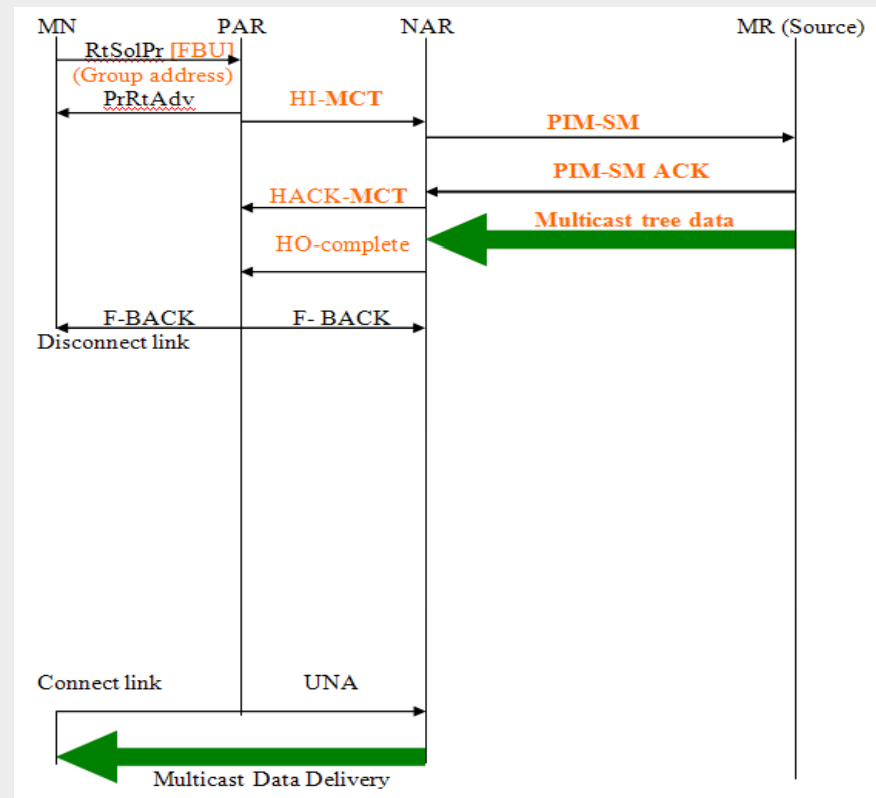 MN PAR NAR MR (Source)
RtSolPr [FBU]
(Group address)
PrRtAdv HI-MCT
PIM-SM
PIM-SM ACK
HACK-MCT
Multicast tree data
HO-complete
F-BACK F- BACK
Disconnect link
Connect link UNA
Multicast Data Delivery